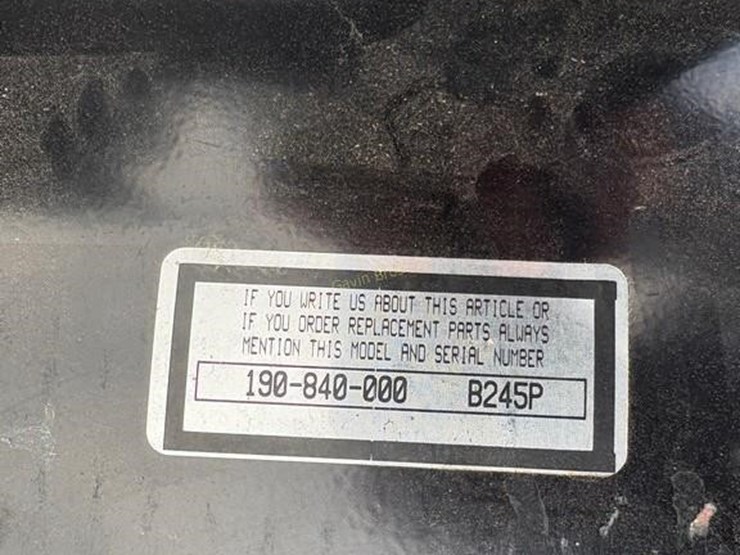 Gavin
IF YOU WRITE US ABOUT THIS ARTICLE OR
IF YOU ORDER REPLACEMENT PARTS ALWAYS
MENTION THIS MODEL AND SERIAL NUMBER
190-840-000 B245P